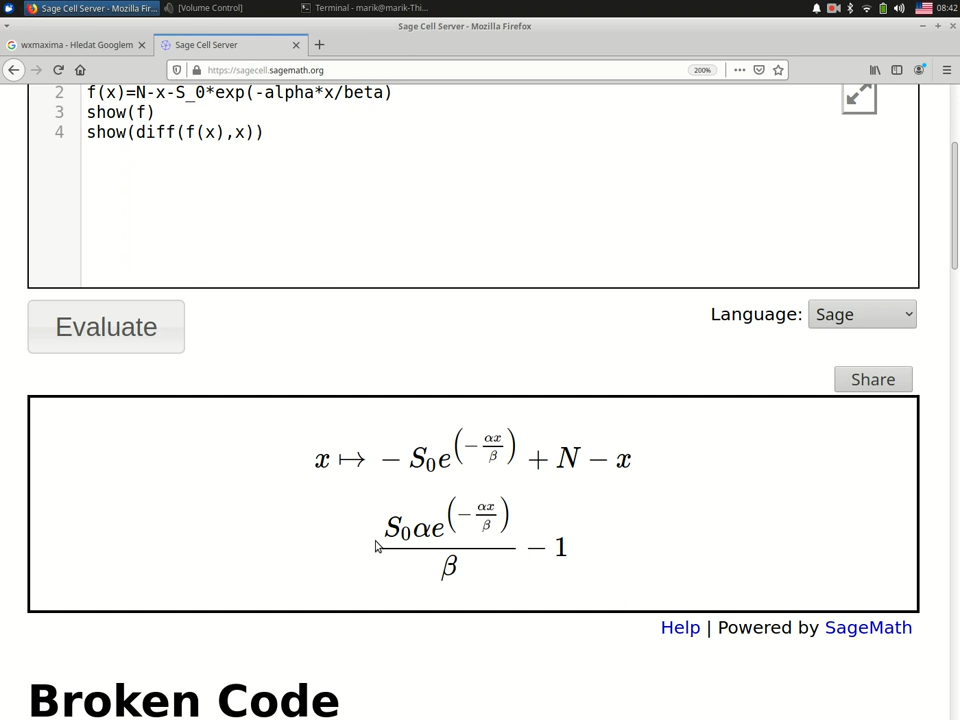 Sage Cell Server - Mozilla Fir... [Volume Control] Terminal - marik@marik-Thi... 08:42
Sage Cell Server - Mozilla Firefox
wxmaxima - Hledat Googlem Sage Cell Server
https://sagecell.sagemath.org 200%
2 f(x)=N-x-S_0*exp(-alpha*x/beta)
3 show(f)
4 show(diff(f(x),x))
Evaluate Language: Sage
Share
x ↦ −S₀e^(−αx/β) + N − x
S₀αe^(−αx/β)/β − 1
Help | Powered by SageMath
Broken Code